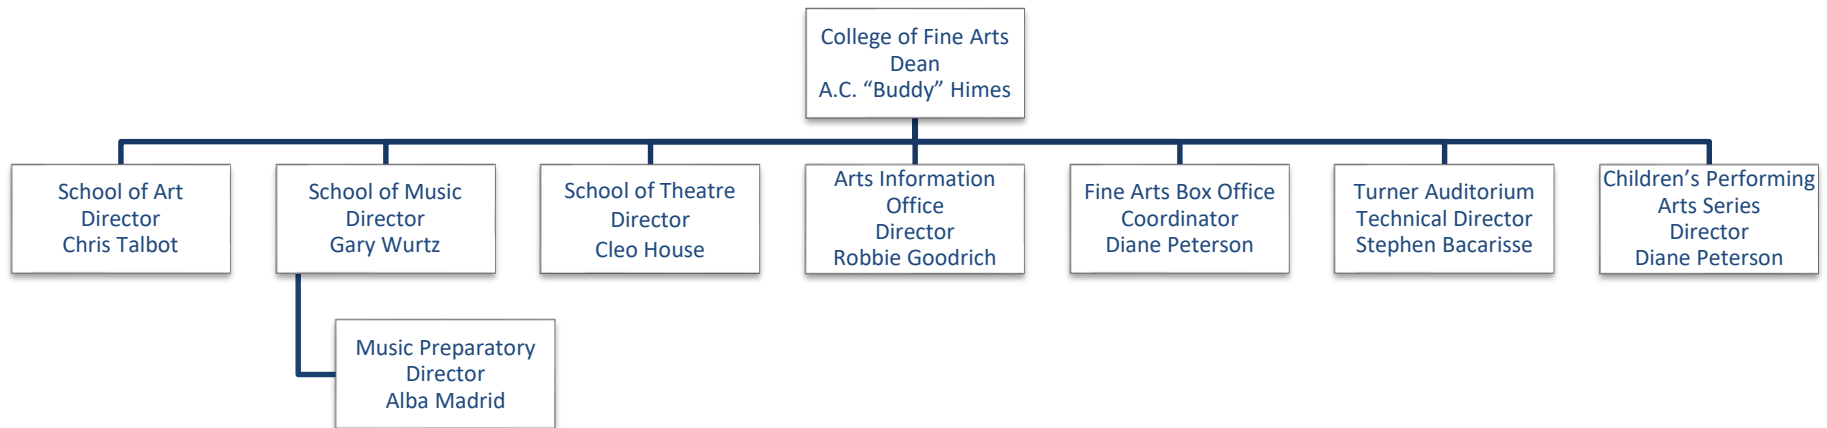 College of Fine Arts
Dean
A.C. “Buddy” Himes
School of Art
Director
Chris Talbot
School of Music
Director
Gary Wurtz
School of Theatre
Director
Cleo House
Arts Information
Office
Director
Robbie Goodrich
Fine Arts Box Office
Coordinator
Diane Peterson
Turner Auditorium
Technical Director
Stephen Bacarisse
Children’s Performing
Arts Series
Director
Diane Peterson
Music Preparatory
Director
Alba Madrid